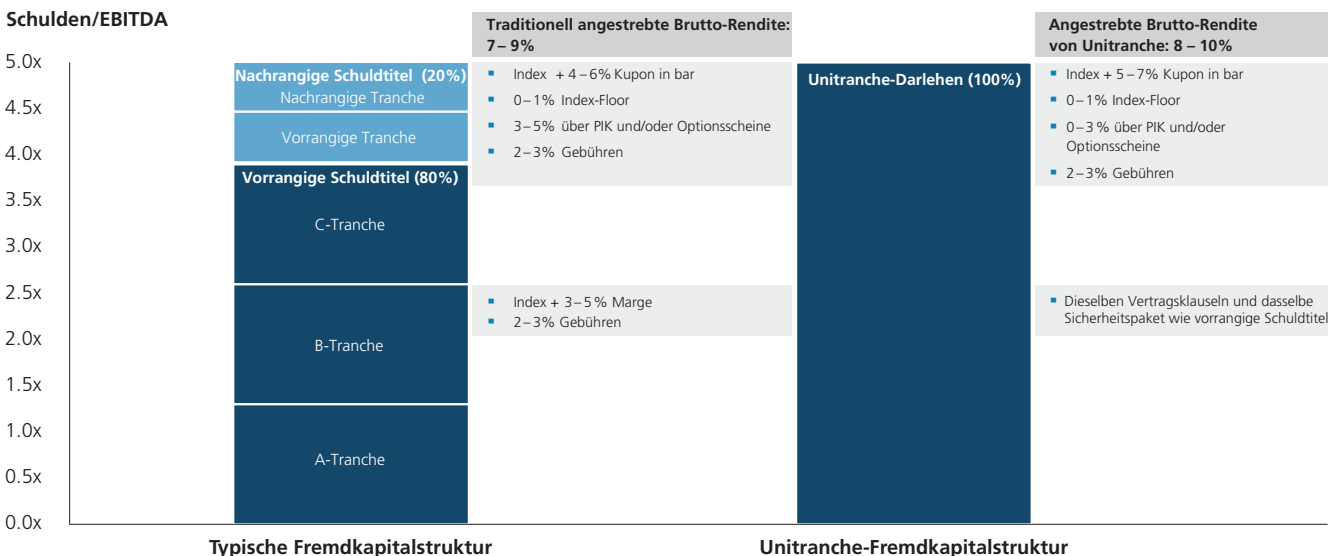 Schulden/EBITDA
5.0x
4.5x
4.0x
3.5x
3.0x
2.5x
2.0x
1.5x
1.0x
0.5x
0.0x
Nachrangige Schuldtitel (20%)
Nachrangige Tranche
Vorrangige Tranche
Vorrangige Schuldtitel (80%)
C-Tranche
B-Tranche
A-Tranche
Typische Fremdkapitalstruktur
Traditionell angestrebte Brutto-Rendite:
7 – 9%
Index + 4 – 6% Kupon in bar
0 – 1% Index-Floor
3 – 5% über PIK und/oder Optionsscheine
2 – 3% Gebühren
Index + 3 – 5% Marge
2 – 3% Gebühren
Unitranche-Darlehen (100%)
Unitranche-Fremdkapitalstruktur
Angestrebte Brutto-Rendite
von Unitranche: 8 – 10%
Index + 5 – 7% Kupon in bar
0 – 1% Index-Floor
0 – 3 % über PIK und/oder
Optionsscheine
2 – 3% Gebühren
Dieselben Vertragsklauseln und dasselbe
Sicherheitspaket wie vorrangige Schuldtitel